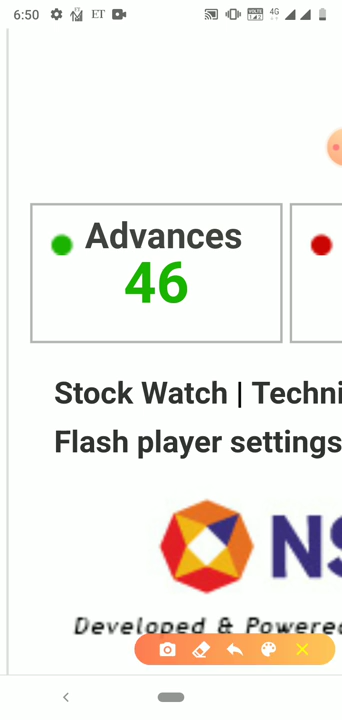 6:50 ET 4G
Advances
46
Stock Watch | Techni
Flash player settings
NS
Developed & Powere